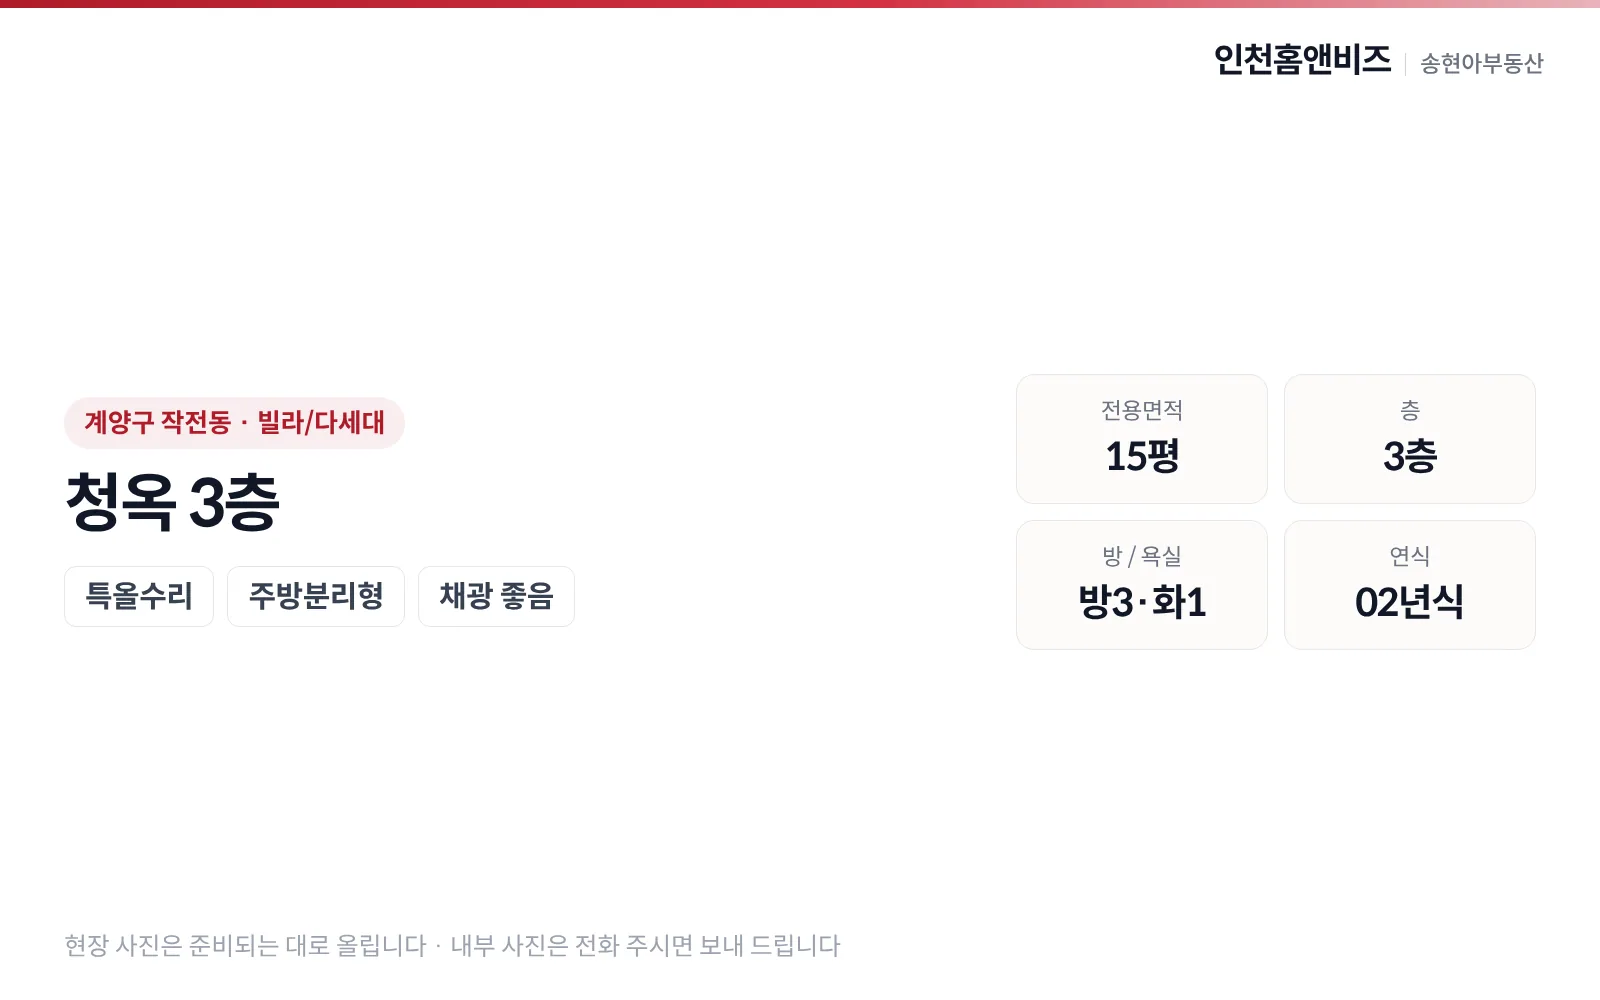 인천홈앤비즈 송현아부동산
계양구 작전동 · 빌라/다세대
청옥 3층
특올수리 주방분리형 채광 좋음
전용면적
15평
층
3층
방 / 욕실
방3·화1
연식
02년식
현장 사진은 준비되는 대로 올립니다 · 내부 사진은 전화 주시면 보내 드립니다